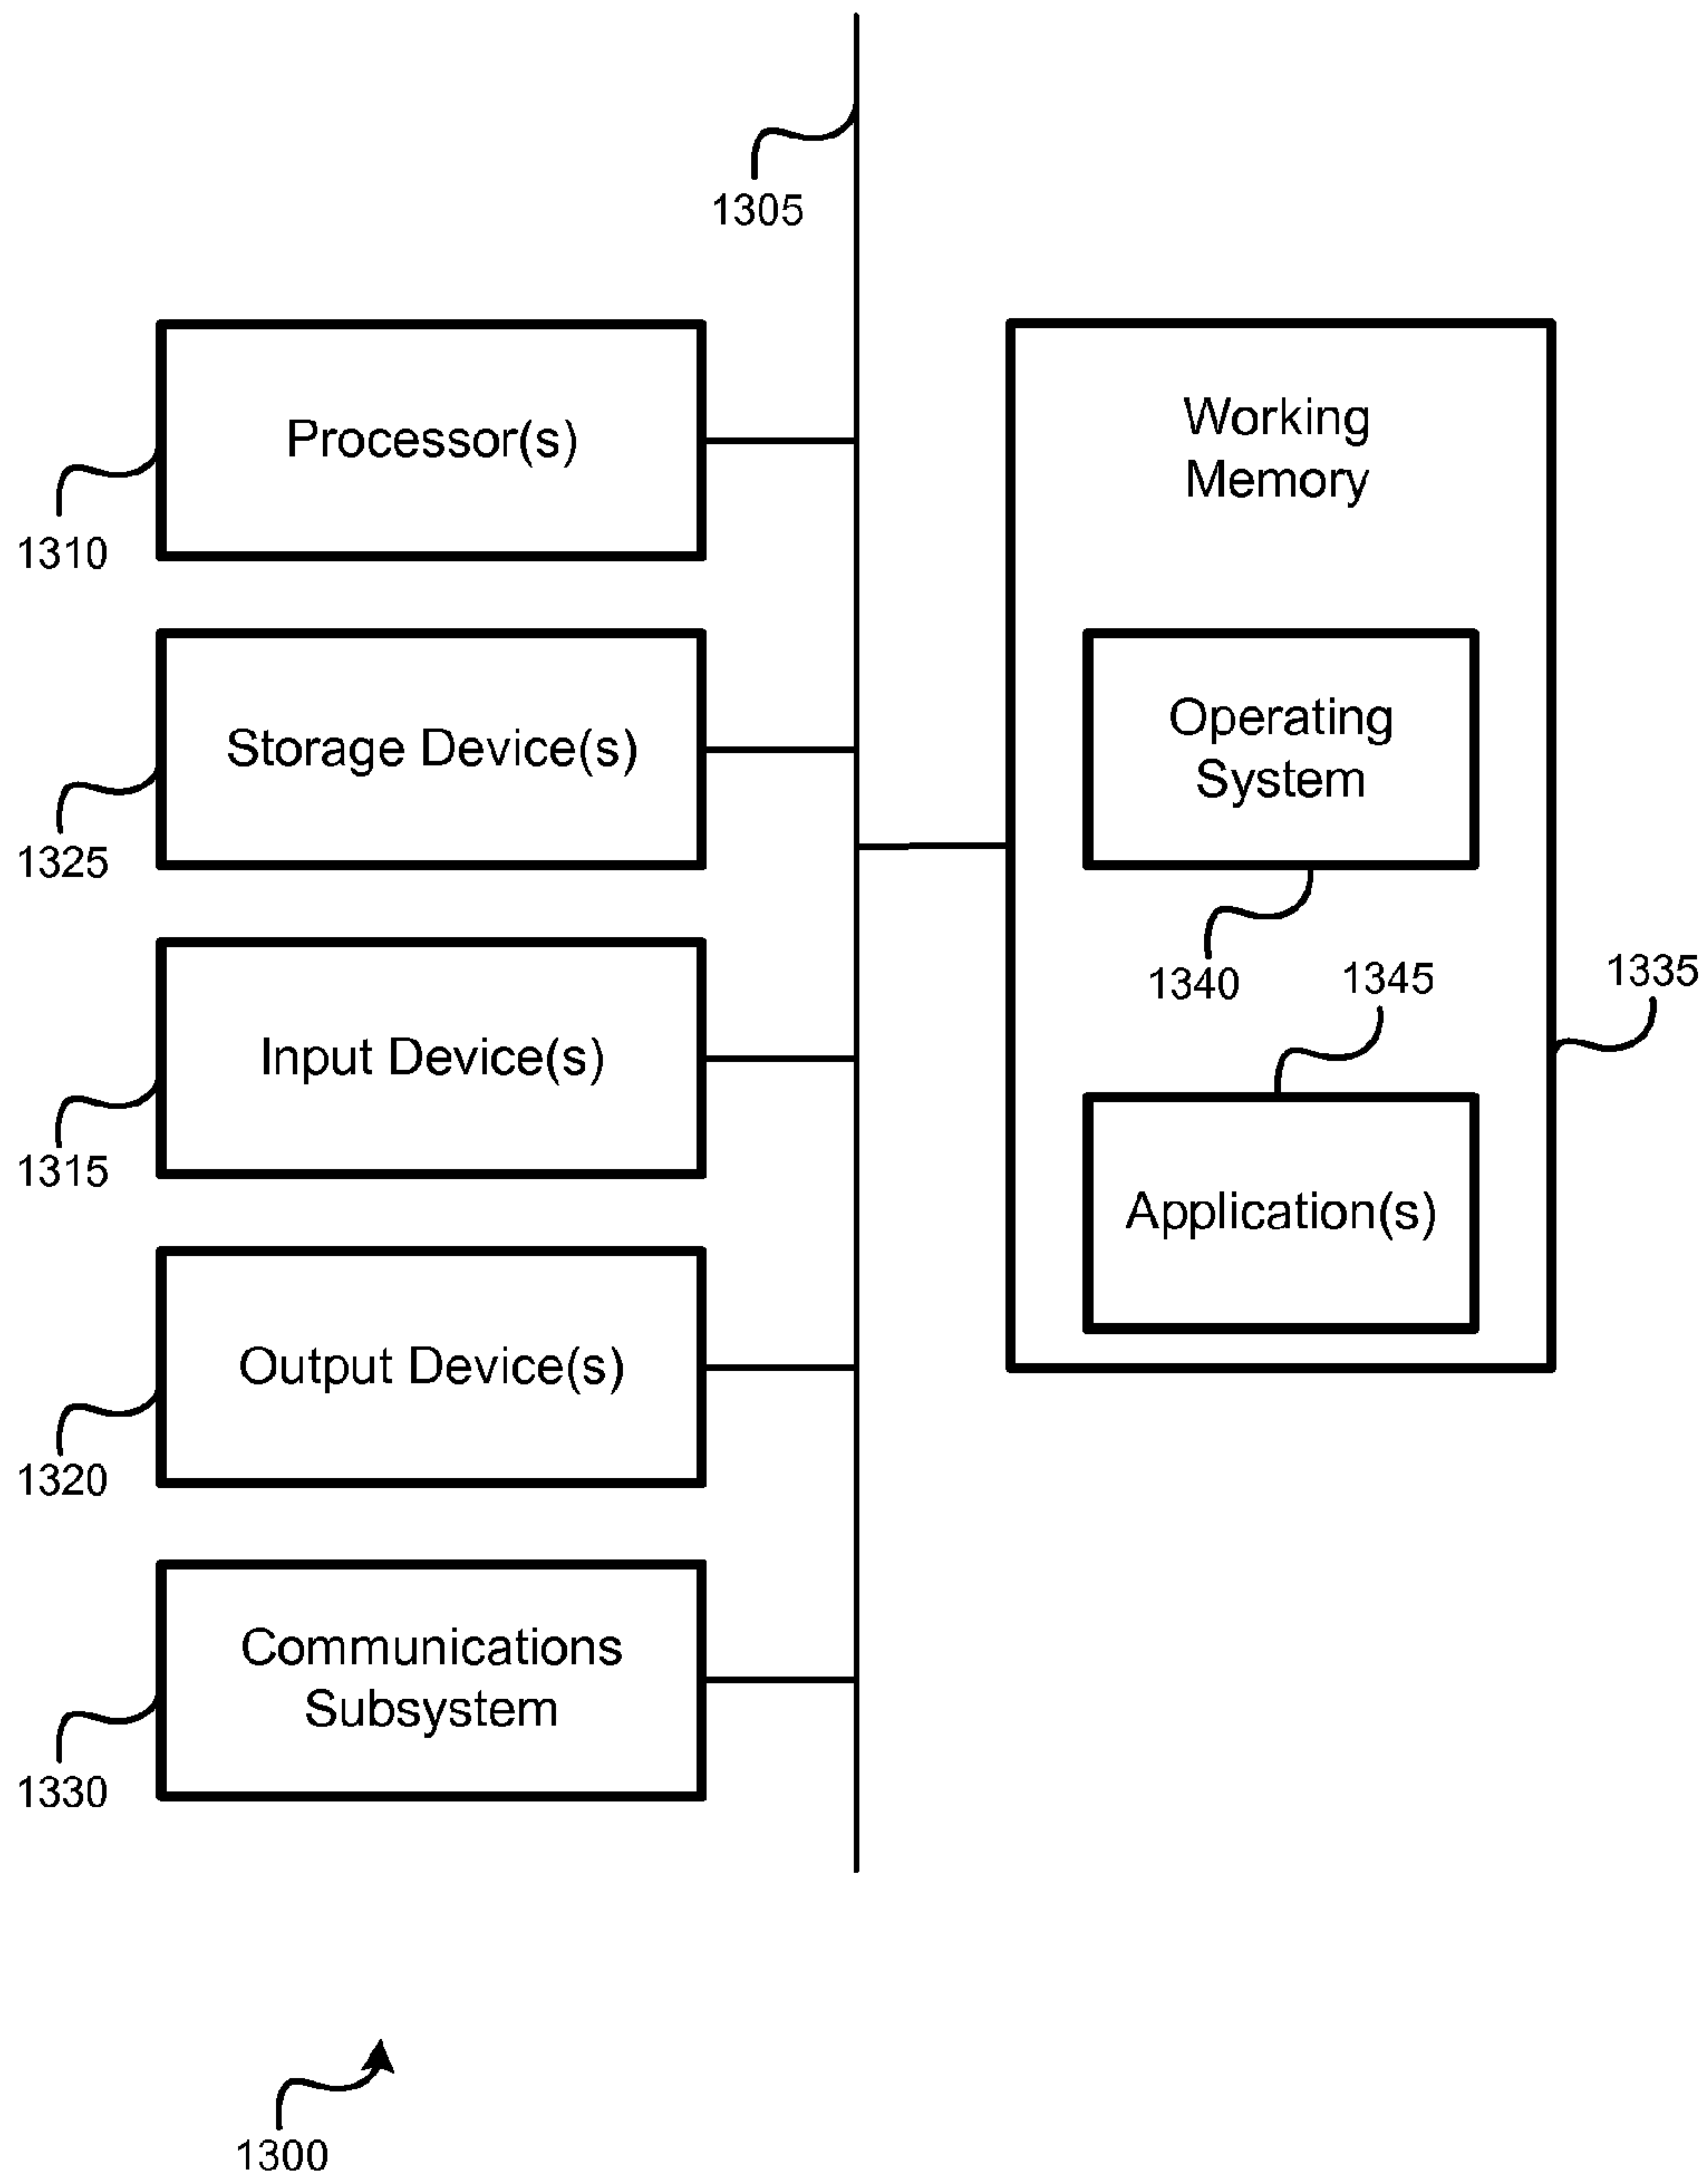 1305
Processor(s)
1310
Working
Memory
Storage Device(s)
1325
Operating
System
1340
1345
1335
Input Device(s)
1315
Application(s)
Output Device(s)
1320
Communications
Subsystem
1330
1300